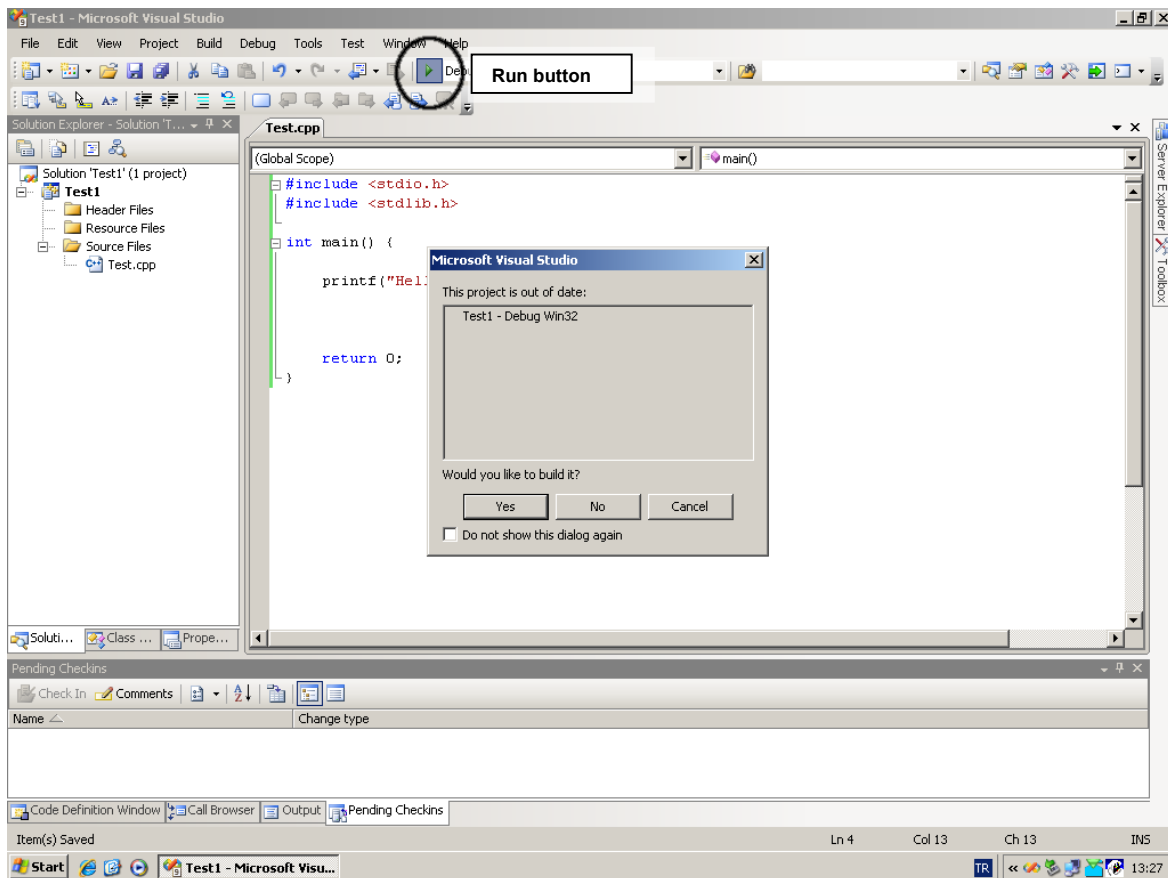 Test1 - Microsoft Visual Studio
File Edit View Project Build Debug Tools Test Window Help
Run button
Solution Explorer - Solution 'T...
Test.cpp
(Global Scope)
main()
Solution 'Test1' (1 project)
Test1
Header Files
Resource Files
Source Files
Test.cpp
#include <stdio.h>
#include <stdlib.h>
int main() {
printf("Hell
return 0;
}
Microsoft Visual Studio
This project is out of date:
Test1 - Debug Win32
Would you like to build it?
Yes No Cancel
Do not show this dialog again
Server Explorer
Toolbox
Soluti... Class ... Prope...
Pending Checkins
Check In Comments
Name Change type
Code Definition Window Call Browser Output Pending Checkins
Item(s) Saved Ln 4 Col 13 Ch 13 INS
Start Test1 - Microsoft Visu... TR 13:27